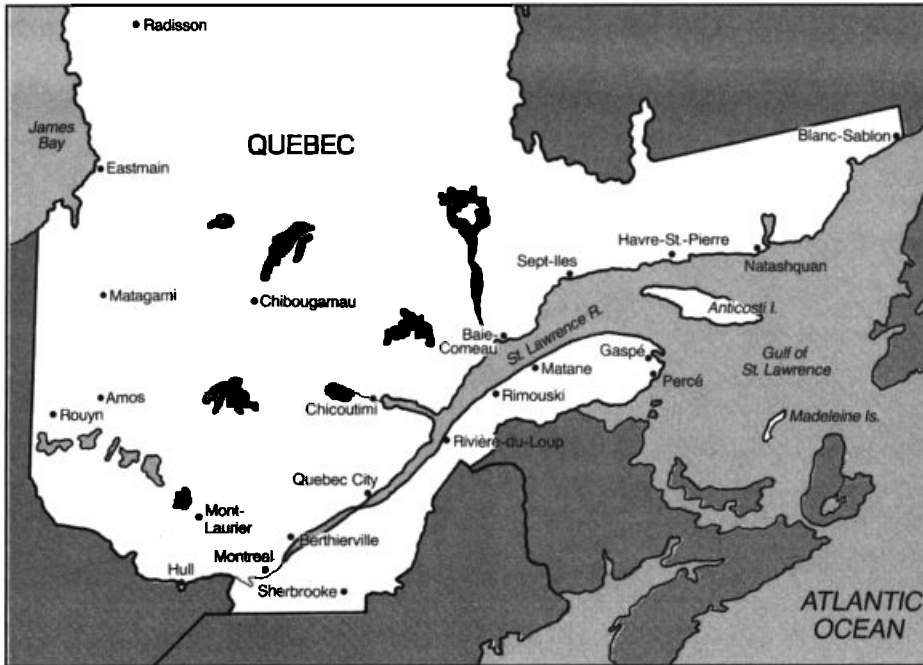 Radisson
James
Bay
QUEBEC
Blanc-Sablon
Eastmain
Havre-St.-Pierre
Sept-Iles
Natashquan
Matagami
Chibougamau
Anticosti I.
Baie-
Comeau
St. Lawrence R.
Gaspé
Matane
Gulf of
St. Lawrence
Percé
Amos
Rimouski
Chicoutimi
Rouyn
Madeleine Is.
Rivière-du-Loup
Quebec City
Mont-
Laurier
Berthierville
Montreal
Hull
Sherbrooke
ATLANTIC
OCEAN